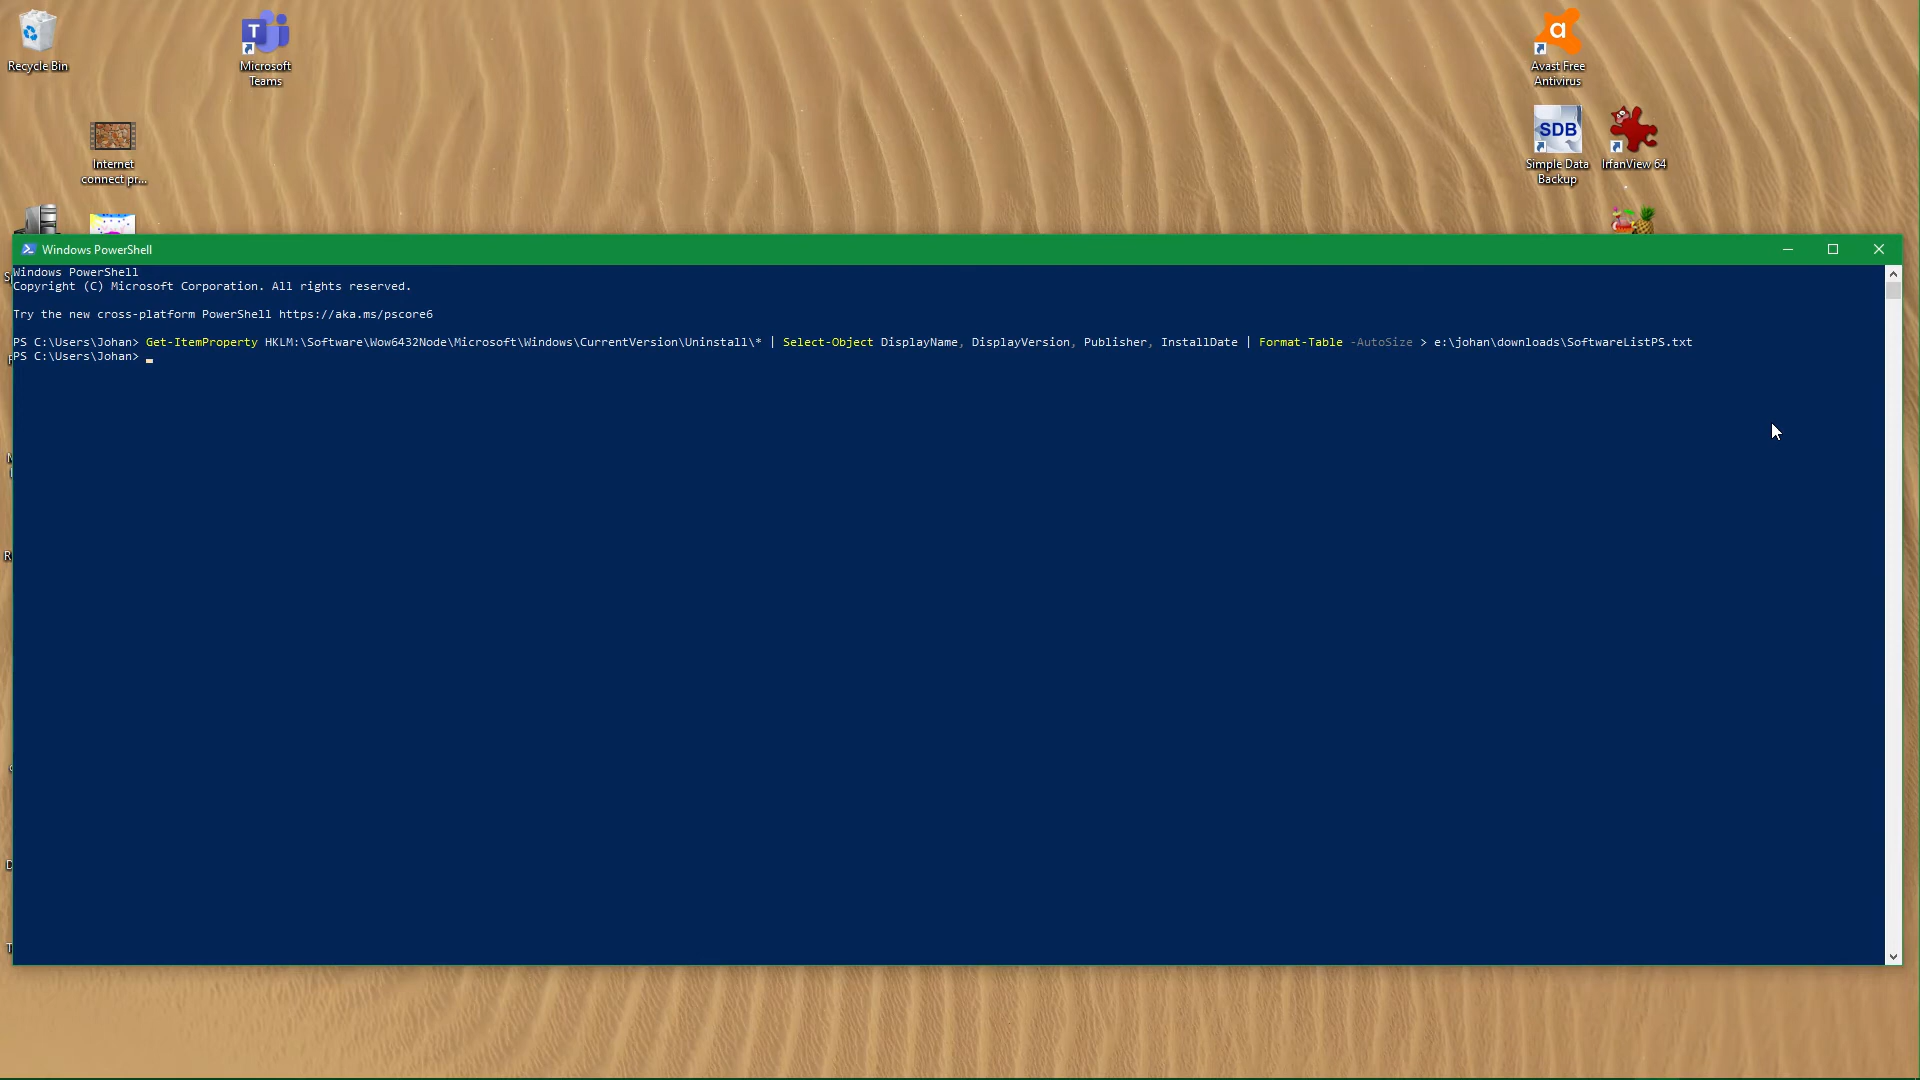 Recycle Bin
Microsoft
Teams
T
a
Avast Free
Antivirus
Internet
connect pr...
SDB
Simple Data
Backup
IrfanView 64
Windows PowerShell
Windows PowerShell
Copyright (C) Microsoft Corporation. All rights reserved.
Try the new cross-platform PowerShell https://aka.ms/pscore6
PS C:\Users\Johan> Get-ItemProperty HKLM:\Software\Wow6432Node\Microsoft\Windows\CurrentVersion\Uninstall\* | Select-Object DisplayName, DisplayVersion, Publisher, InstallDate | Format-Table -AutoSize > e:\johan\downloads\SoftwareListPS.txt
PS C:\Users\Johan>